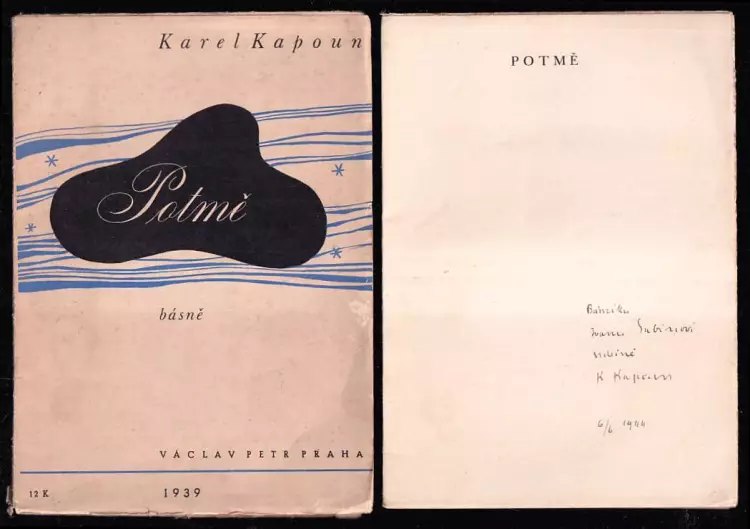 Karel Kapoun
Potmě
básně
VÁCLAV PETR PRAHA
12 K
1939
POTMĚ
K Kapoun
6/6 1944